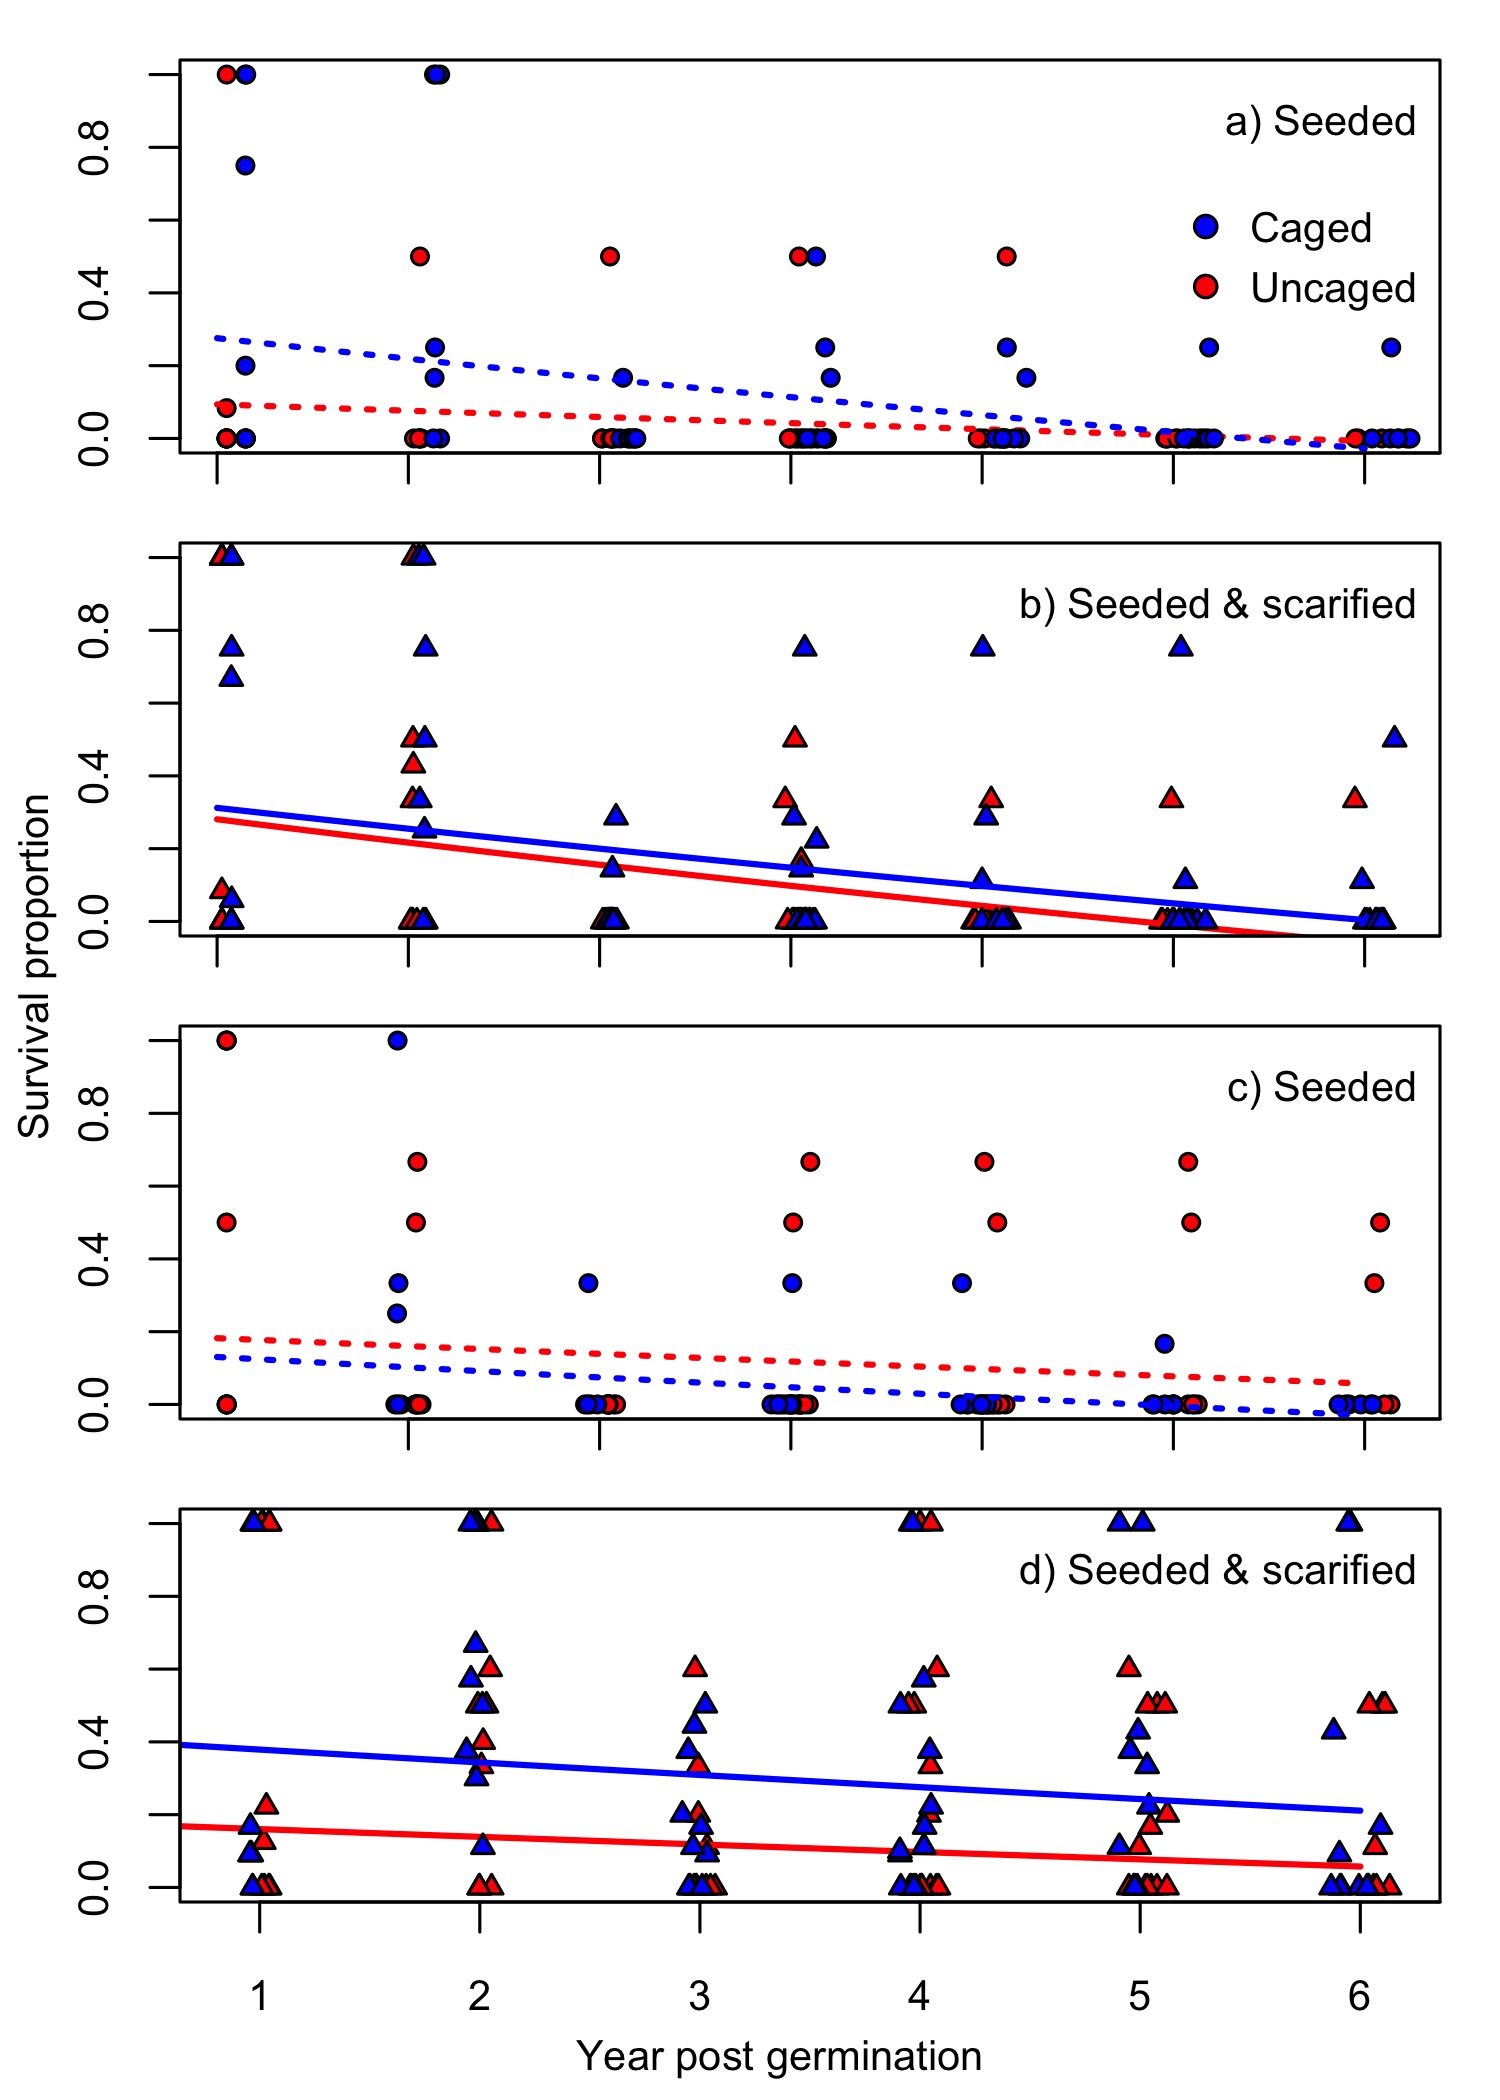 a) Seeded
Caged
Uncaged
0.8
0.4
0.0
b) Seeded & scarified
0.8
0.4
0.0
Survival proportion
c) Seeded
0.8
0.4
0.0
d) Seeded & scarified
0.8
0.4
0.0
1 2 3 4 5 6
Year post germination